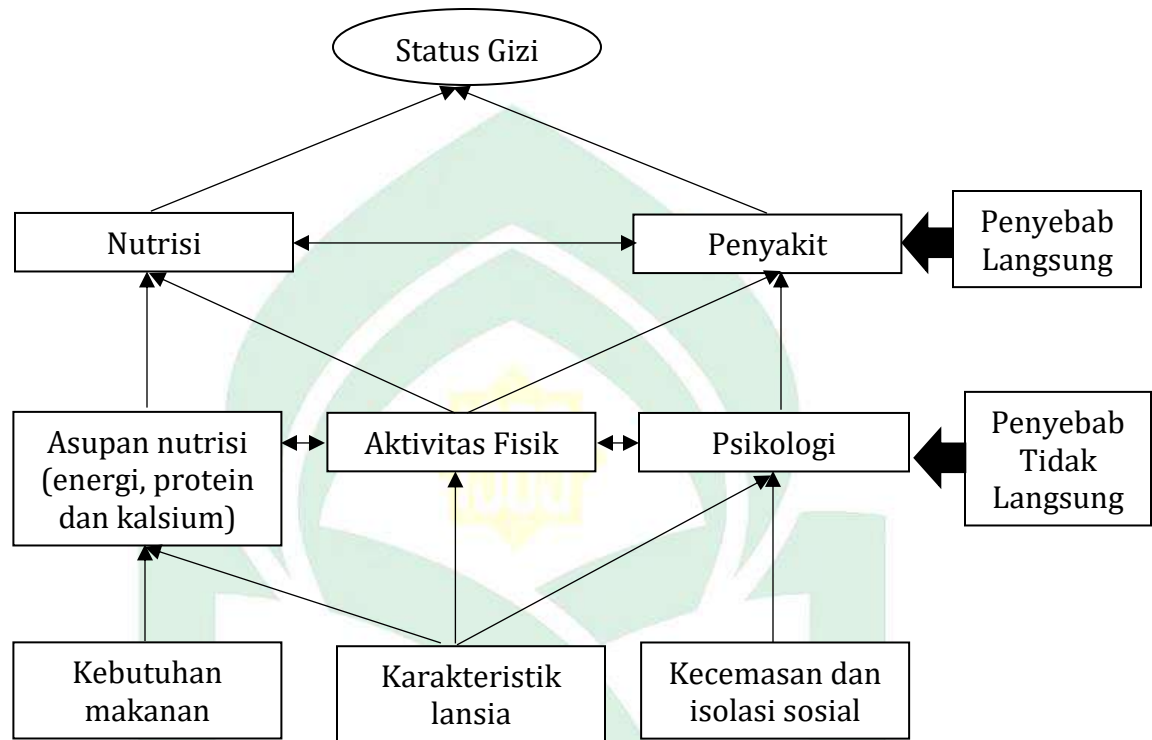 Status Gizi
Nutrisi
Penyakit
Penyebab
Langsung
Asupan nutrisi
(energi, protein
dan kalsium)
Aktivitas Fisik
Psikologi
Penyebab
Tidak
Langsung
Kebutuhan
makanan
Karakteristik
lansia
Kecemasan dan
isolasi sosial